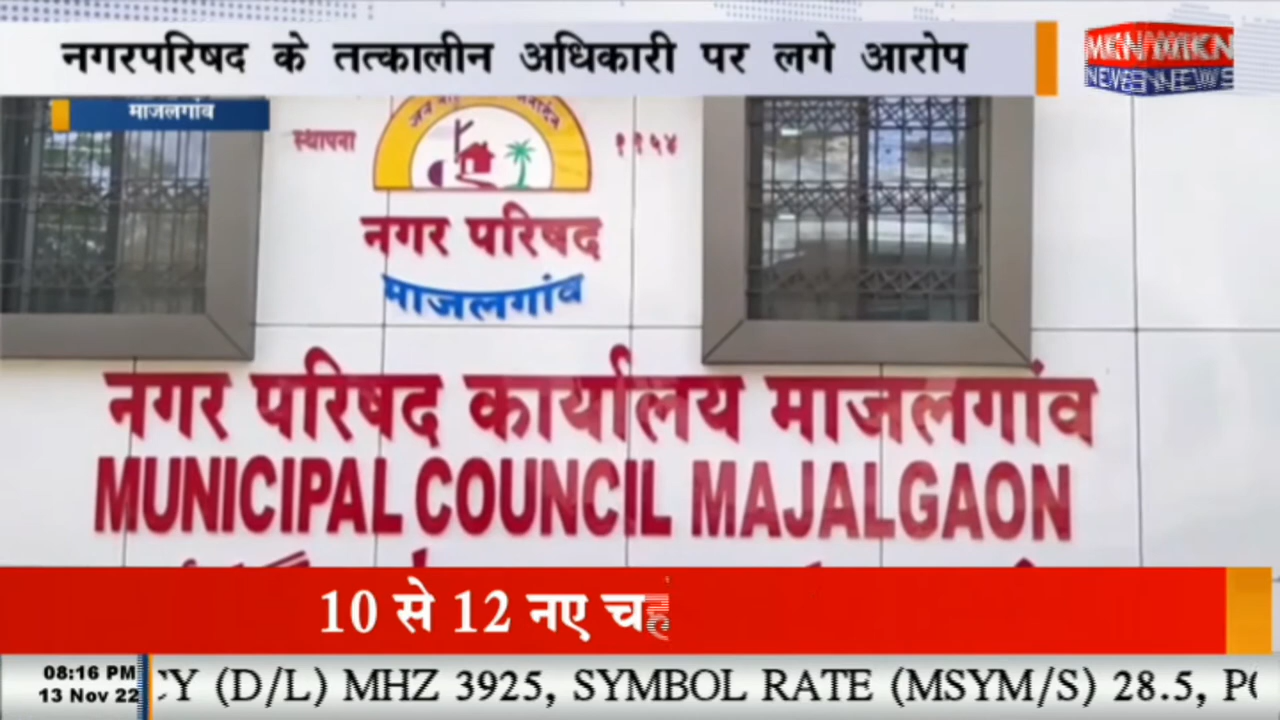 नगरपरिषद के तत्कालीन अधिकारी पर लगे आरोप
माजलगांव
स्थापना १९५४
नगर परिषद
माजलगांव
नगर परिषद कार्यालय माजलगांव
MUNICIPAL COUNCIL MAJALGAON
10 से 12 नए
08:16 PM
13 Nov 22
(D/L) MHZ 3925, SYMBOL RATE (MSYM/S) 28.5,